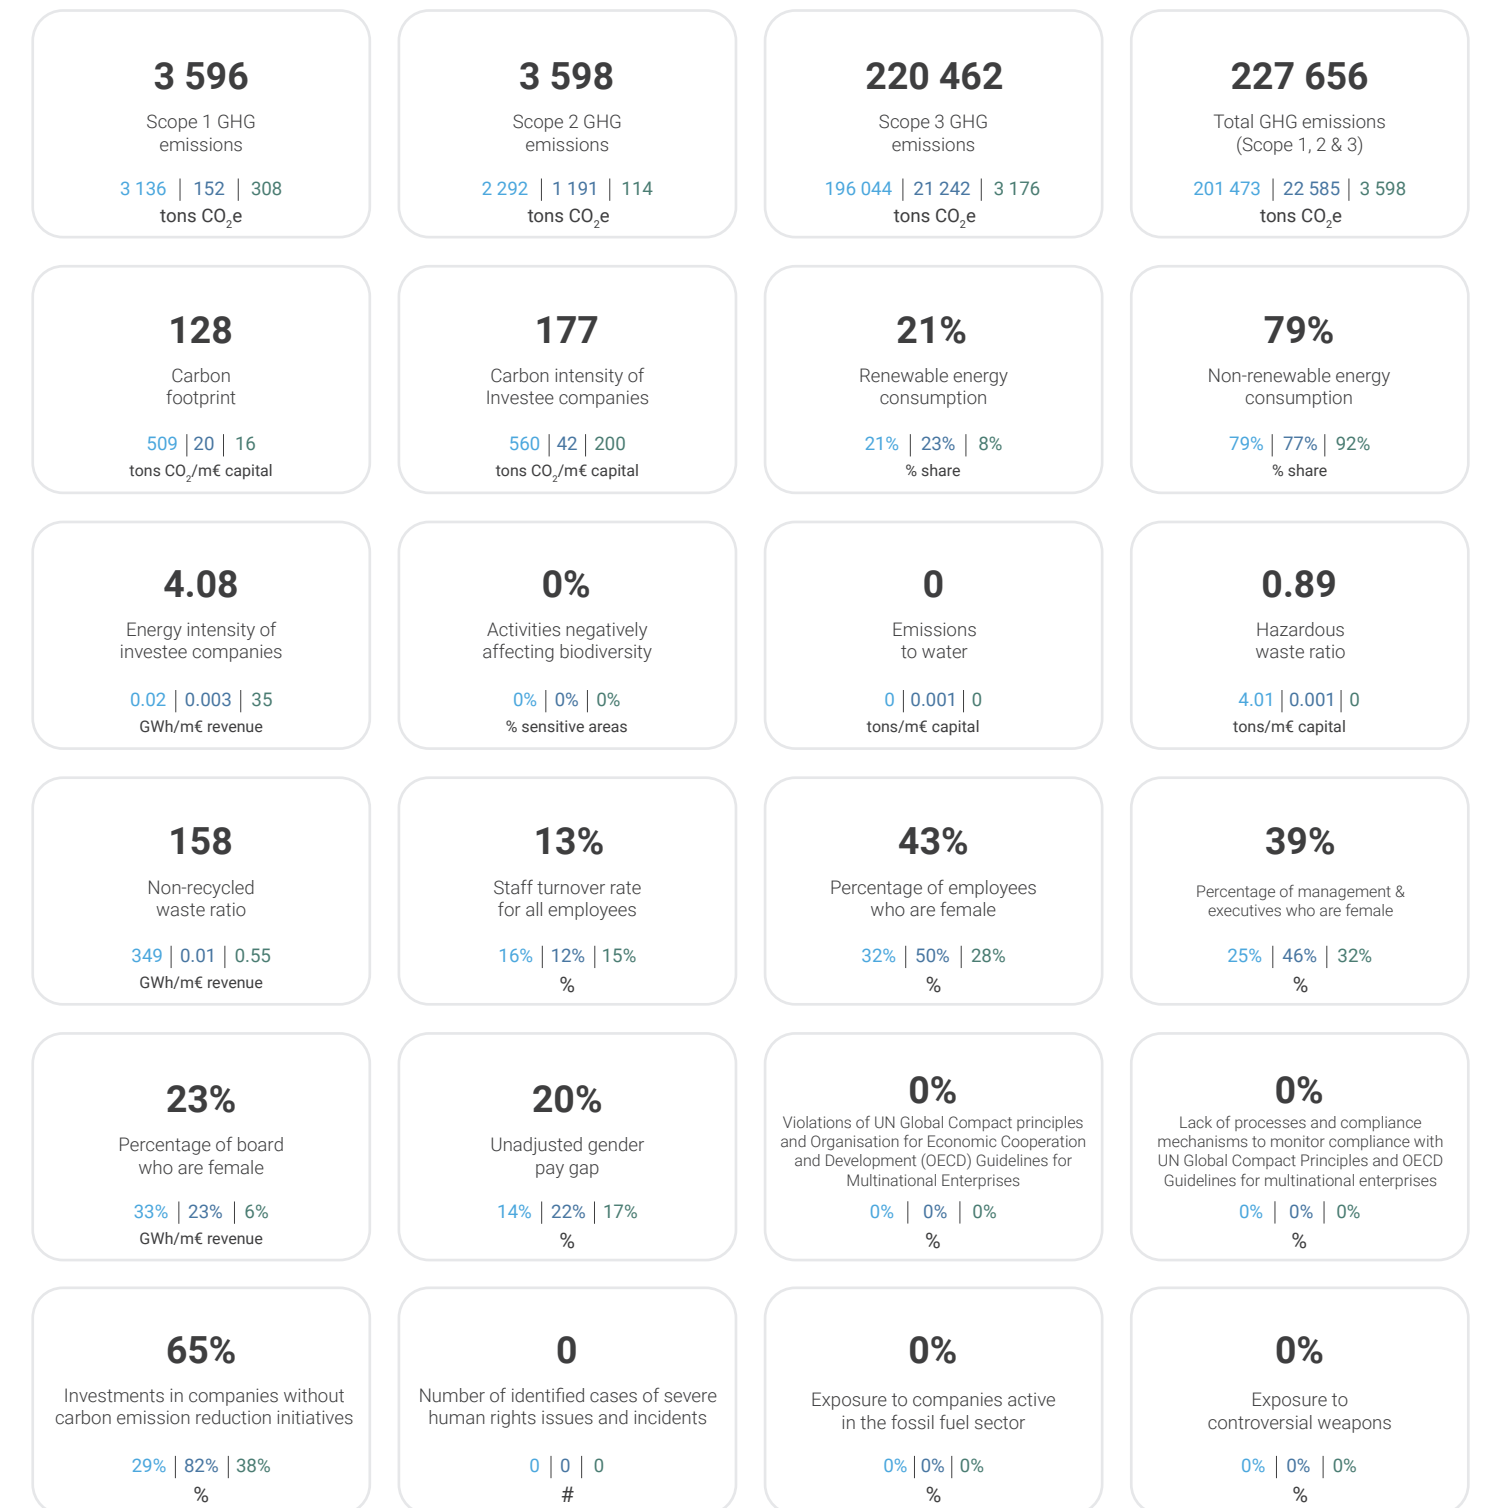 3 596
Scope 1 GHG
emissions
3 136 | 152 | 308
tons CO2e
3 598
Scope 2 GHG
emissions
2 292 | 1 191 | 114
tons CO2e
220 462
Scope 3 GHG
emissions
196 044 | 21 242 | 3 176
tons CO2e
227 656
Total GHG emissions
(Scope 1, 2 & 3)
201 473 | 22 585 | 3 598
tons CO2e
128
Carbon
footprint
509 | 20 | 16
tons CO2/m€ capital
177
Carbon intensity of
Investee companies
560 | 42 | 200
tons CO2/m€ capital
21%
Renewable energy
consumption
21% | 23% | 8%
% share
79%
Non-renewable energy
consumption
79% | 77% | 92%
% share
4.08
Energy intensity of
investee companies
0.02 | 0.003 | 35
GWh/m€ revenue
0%
Activities negatively
affecting biodiversity
0% | 0% | 0%
% sensitive areas
0
Emissions
to water
0 | 0.001 | 0
tons/m€ capital
0.89
Hazardous
waste ratio
4.01 | 0.001 | 0
tons/m€ capital
158
Non-recycled
waste ratio
349 | 0.01 | 0.55
GWh/m€ revenue
13%
Staff turnover rate
for all employees
16% | 12% | 15%
%
43%
Percentage of employees
who are female
32% | 50% | 28%
%
39%
Percentage of management &
executives who are female
25% | 46% | 32%
%
23%
Percentage of board
who are female
33% | 23% | 6%
GWh/m€ revenue
20%
Unadjusted gender
pay gap
14% | 22% | 17%
%
0%
Violations of UN Global Compact principles
and Organisation for Economic Cooperation
and Development (OECD) Guidelines for
Multinational Enterprises
0% | 0% | 0%
%
0%
Lack of processes and compliance
mechanisms to monitor compliance with
UN Global Compact Principles and OECD
Guidelines for multinational enterprises
0% | 0% | 0%
%
65%
Investments in companies without
carbon emission reduction initiatives
29% | 82% | 38%
%
0
Number of identified cases of severe
human rights issues and incidents
0 | 0 | 0
#
0%
Exposure to companies active
in the fossil fuel sector
0% | 0% | 0%
%
0%
Exposure to
controversial weapons
0% | 0% | 0%
%